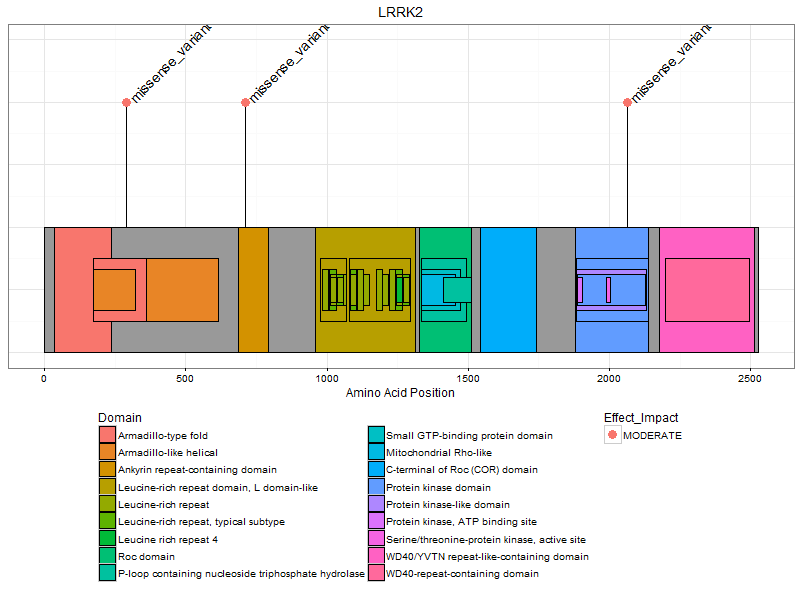 LRRK2
missense_variant
missense_variant
missense_variant
0
500
1000
1500
2000
2500
Amino Acid Position
Domain
Armadillo-type fold
Armadillo-like helical
Ankyrin repeat-containing domain
Leucine-rich repeat domain, L domain-like
Leucine-rich repeat
Leucine-rich repeat, typical subtype
Leucine rich repeat 4
Roc domain
P-loop containing nucleoside triphosphate hydrolase
Small GTP-binding protein domain
Mitochondrial Rho-like
C-terminal of Roc (COR) domain
Protein kinase domain
Protein kinase-like domain
Protein kinase, ATP binding site
Serine/threonine-protein kinase, active site
WD40/YVTN repeat-like-containing domain
WD40-repeat-containing domain
Effect_Impact
MODERATE